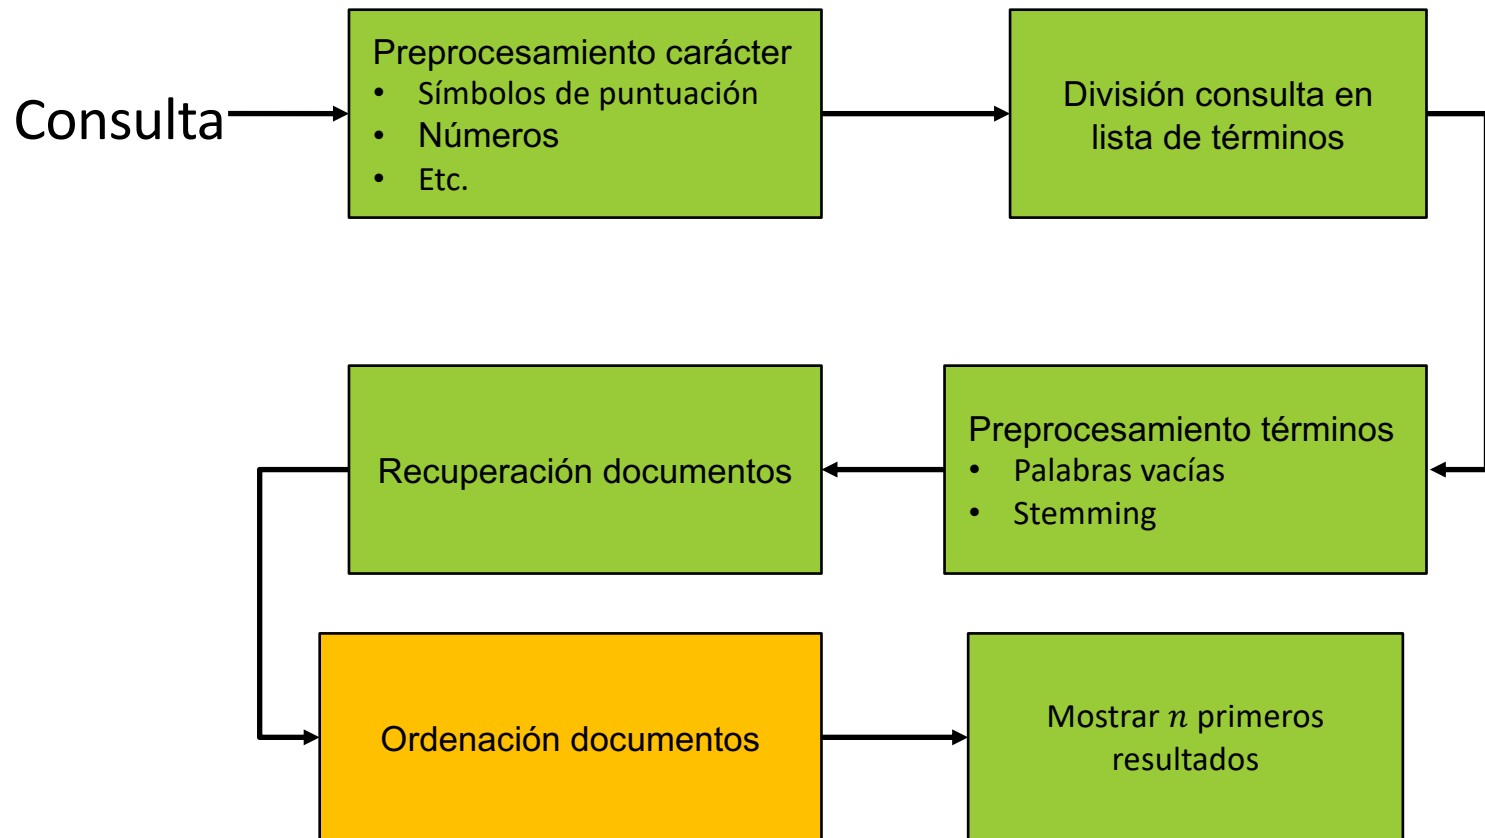 Consulta
Preprocesamiento carácter
• Símbolos de puntuación
• Números
• Etc.
División consulta en
lista de términos
Preprocesamiento términos
• Palabras vacías
• Stemming
Recuperación documentos
Ordenación documentos
Mostrar n primeros
resultados